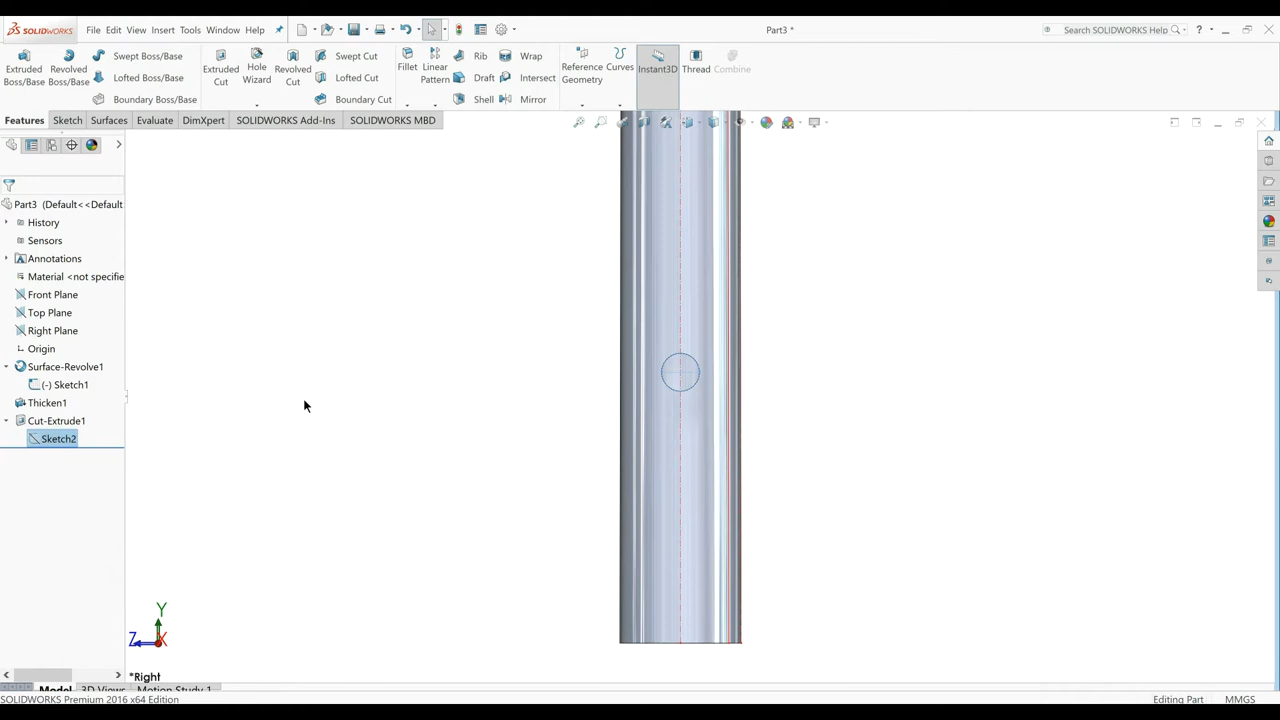 SOLIDWORKS File Edit View Insert Tools Window Help Part3 * Search SOLIDWORKS Help
Extruded Boss/Base Revolved Boss/Base Swept Boss/Base Lofted Boss/Base Boundary Boss/Base Extruded Cut Hole Wizard Revolved Cut Swept Cut Lofted Cut Boundary Cut Fillet Linear Pattern Rib Draft Shell Wrap Intersect Mirror Reference Geometry Curves Instant3D Thread Combine
Features Sketch Surfaces Evaluate DimXpert SOLIDWORKS Add-Ins SOLIDWORKS MBD
Part3 (Default<<Default
History
Sensors
Annotations
Material <not specifie
Front Plane
Top Plane
Right Plane
Origin
Surface-Revolve1
(-) Sketch1
Thicken1
Cut-Extrude1
Sketch2
Y
Z X
*Right
Model 3D Views Motion Study 1
SOLIDWORKS Premium 2016 x64 Edition Editing Part MMGS